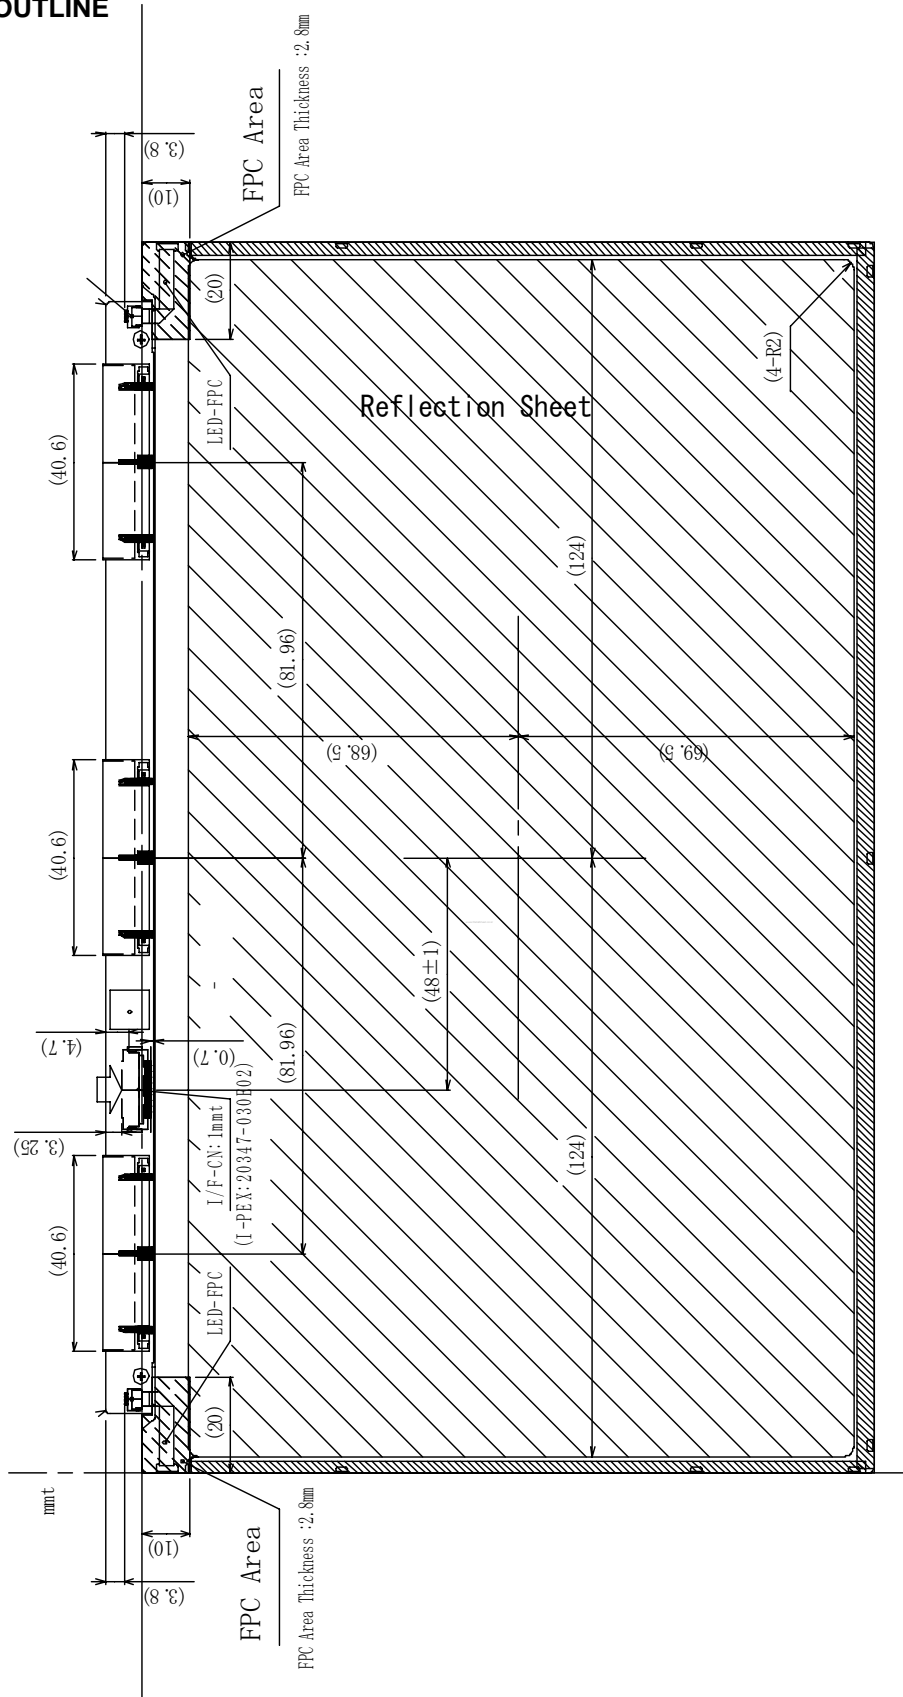 OUTLINE
FPC Area
FPC Area Thickness :2.8mm
(3.8)
(10)
(20)
LED-FPC
(40.6)
Reflection Sheet
(4-R2)
(124)
(81.96)
(68.5)
(69.5)
(40.6)
(48±1)
(4.7)
(0.7)
(81.96)
(3.25)
I/F-CN:1mmt
(I-PEX:20347-030E02)
(124)
(40.6)
LED-FPC
(20)
mmt
(10)
(3.8)
FPC Area
FPC Area Thickness :2.8mm